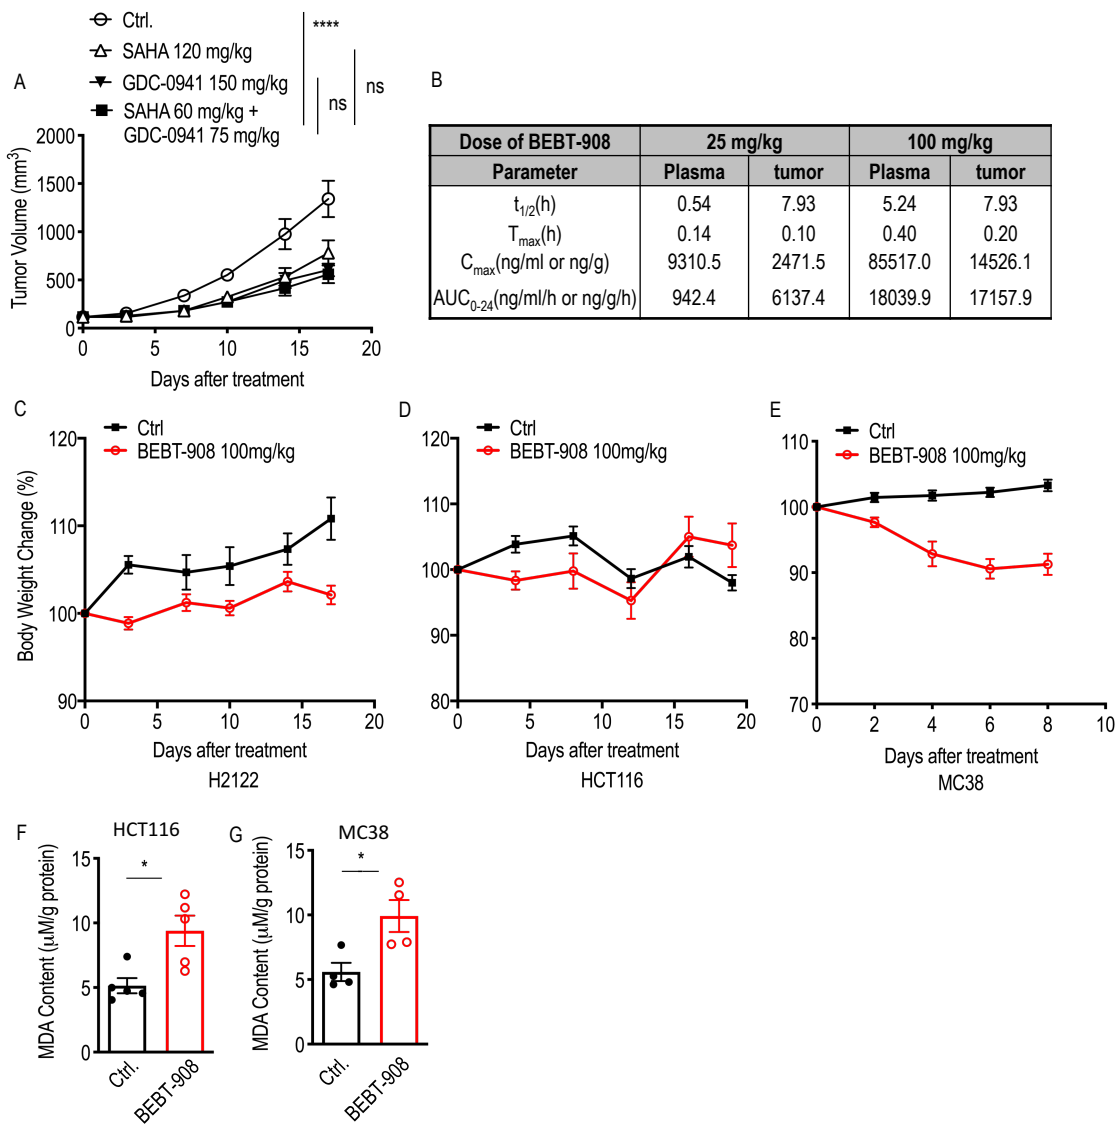 Ctrl.
SAHA 120 mg/kg
GDC-0941 150 mg/kg
SAHA 60 mg/kg +
GDC-0941 75 mg/kg
****
ns
ns
A
Tumor Volume (mm³)
2000
1500
1000
500
0
0 5 10 15 20
Days after treatment
B
Dose of BEBT-908 25 mg/kg 100 mg/kg
Parameter Plasma tumor Plasma tumor
t1/2(h) 0.54 7.93 5.24 7.93
Tmax(h) 0.14 0.10 0.40 0.20
Cmax(ng/ml or ng/g) 9310.5 2471.5 85517.0 14526.1
AUC0-24(ng/ml/h or ng/g/h) 942.4 6137.4 18039.9 17157.9
C
Ctrl
BEBT-908 100mg/kg
Body Weight Change (%)
120
110
100
90
0 5 10 15 20
Days after treatment
H2122
D
Ctrl
BEBT-908 100mg/kg
120
110
100
90
80
0 5 10 15 20
Days after treatment
HCT116
E
Ctrl
BEBT-908 100mg/kg
110
100
90
80
70
0 2 4 6 8 10
Days after treatment
MC38
F
HCT116
MDA Content (μM/g protein)
15
10
5
0
*
Ctrl.
BEBT-908
G
MC38
MDA Content (μM/g protein)
15
10
5
0
*
Ctrl.
BEBT-908